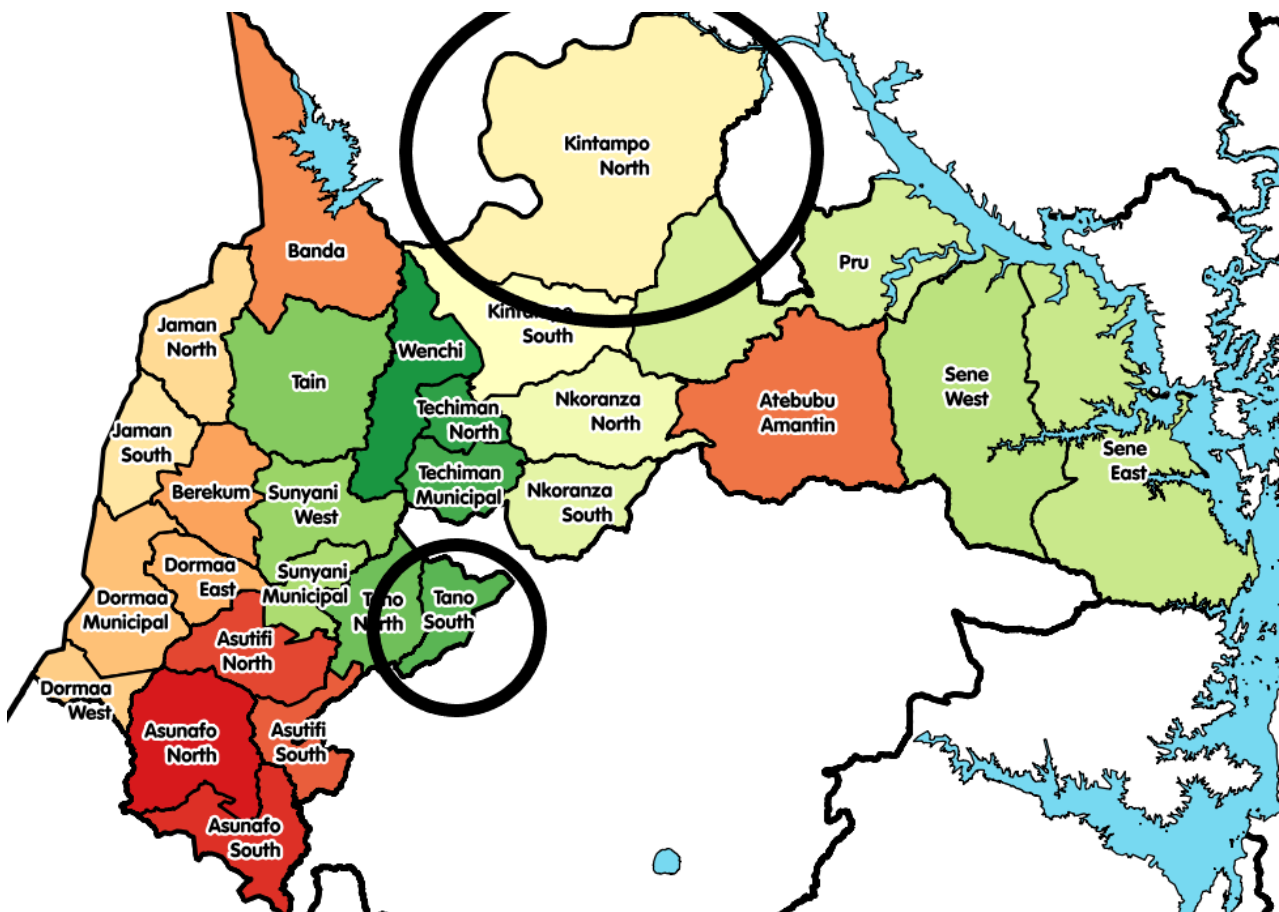 Kintampo
North
Banda
Pru
Jaman
North
Kintampo
South
Wenchi
Tain
Sene
West
Atebubu
Amantin
Nkoranza
North
Techiman
North
Jaman
South
Sene
East
Berekum
Sunyani
West
Techiman
Municipal
Nkoranza
South
Dormaa
East
Sunyani
Municipal
Dormaa
Municipal
Tano
North
Tano
South
Asutifi
North
Dormaa
West
Asunafo
North
Asutifi
South
Asunafo
South